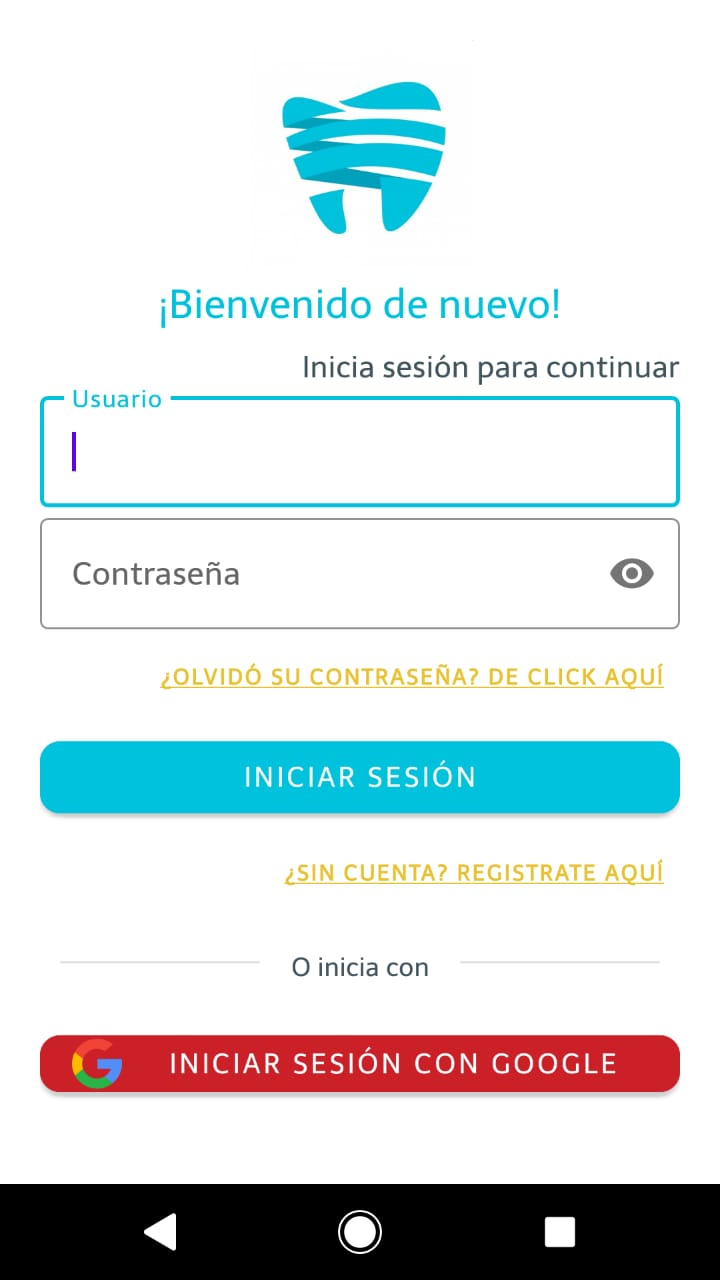 ¡Bienvenido de nuevo!
Inicia sesión para continuar
Usuario
Contraseña
¿OLVIDÓ SU CONTRASEÑA? DE CLICK AQUÍ
INICIAR SESIÓN
¿SIN CUENTA? REGISTRATE AQUÍ
O inicia con
INICIAR SESIÓN CON GOOGLE